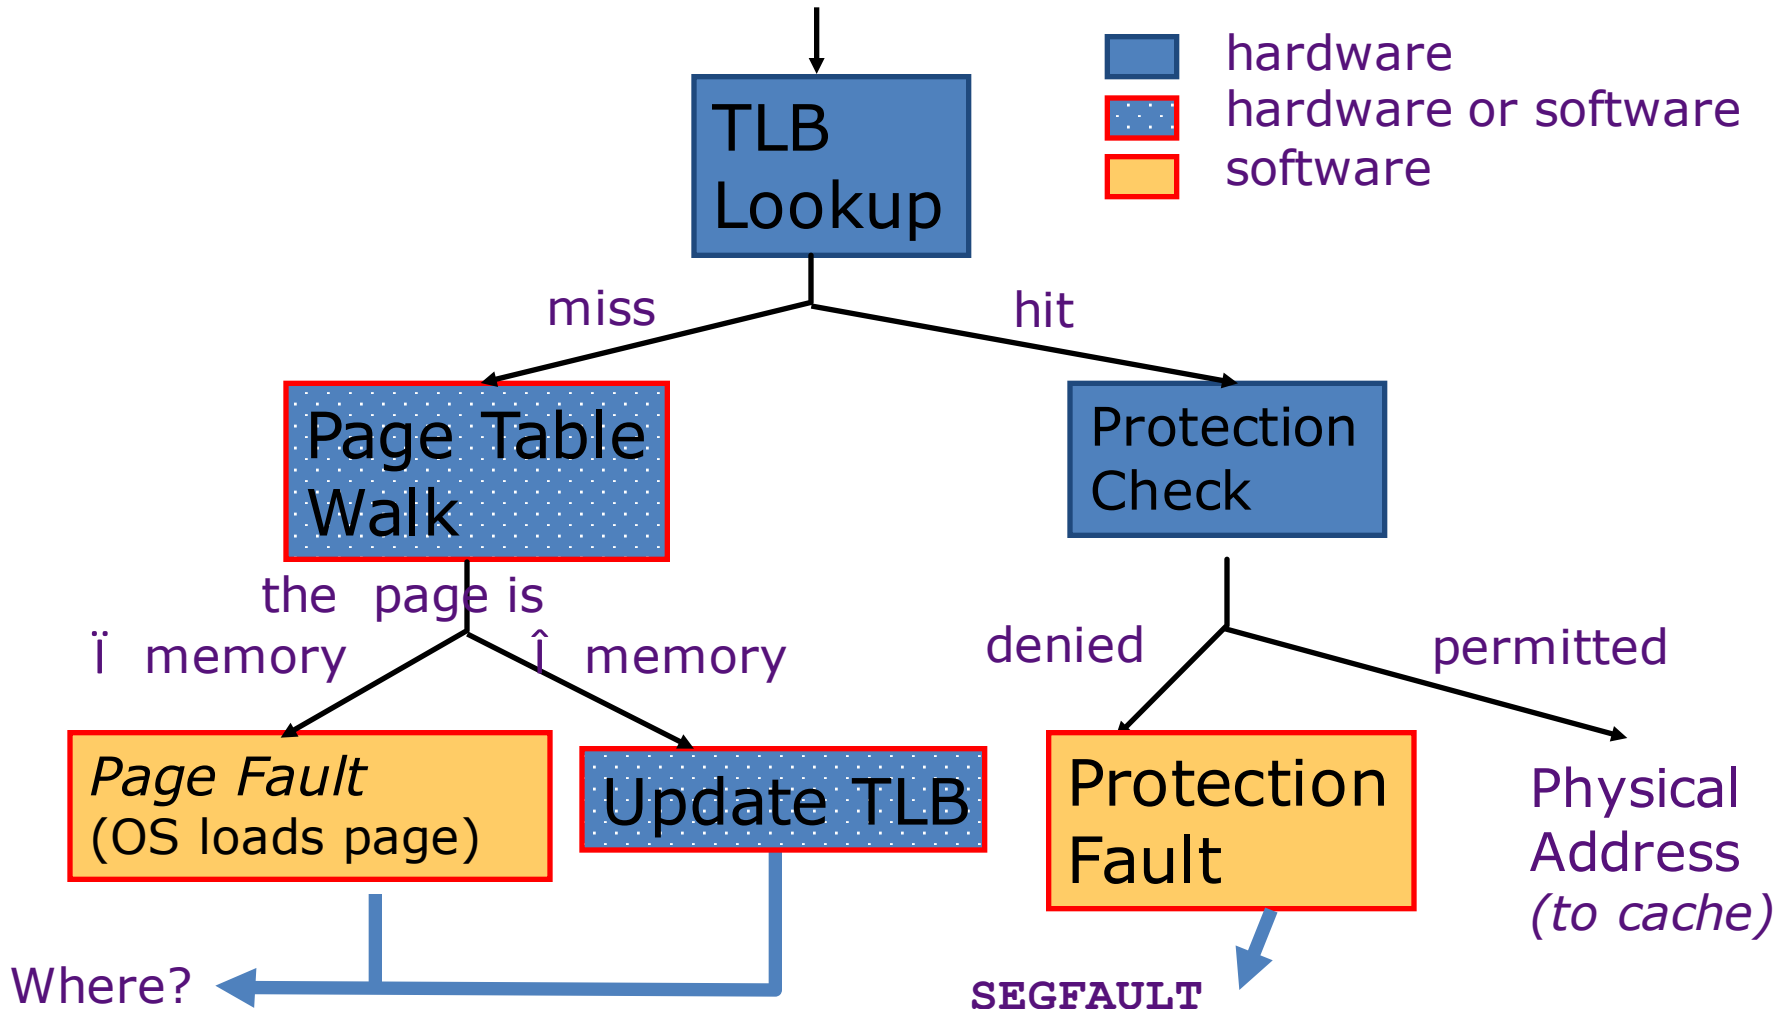 hardware
hardware or software
software
TLB
Lookup
miss
hit
Page Table
Walk
Protection
Check
the page is
Ï memory
Î memory
denied
permitted
Page Fault
(OS loads page)
Update TLB
Protection
Fault
Physical
Address
(to cache)
Where?
SEGFAULT